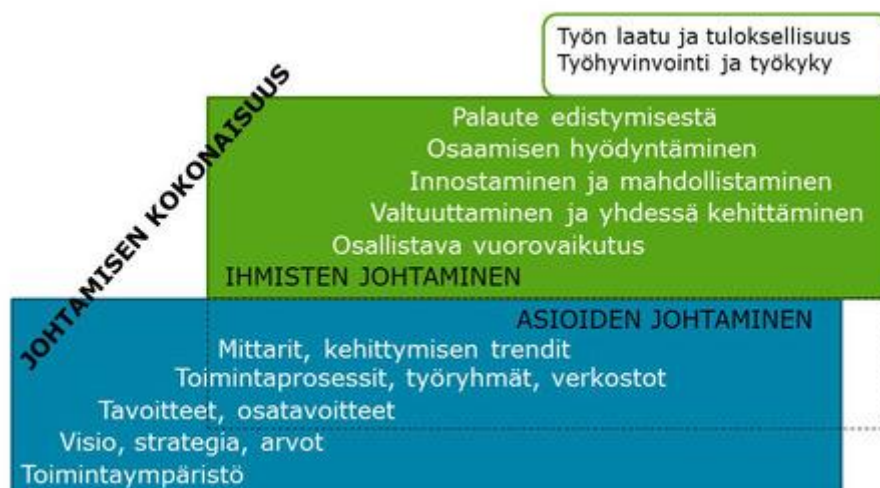 Työn laatu ja tuloksellisuus
Työhyvinvointi ja työkyky
JOHTAMISEN KOKONAISUUS
Palaute edistymisestä
Osaamisen hyödyntäminen
Innostaminen ja mahdollistaminen
Valtuuttaminen ja yhdessä kehittäminen
Osallistava vuorovaikutus
IHMISTEN JOHTAMINEN
ASIOIDEN JOHTAMINEN
Mittarit, kehittymisen trendit
Toimintaprosessit, työryhmät, verkostot
Tavoitteet, osatavoitteet
Visio, strategia, arvot
Toimintaympäristö